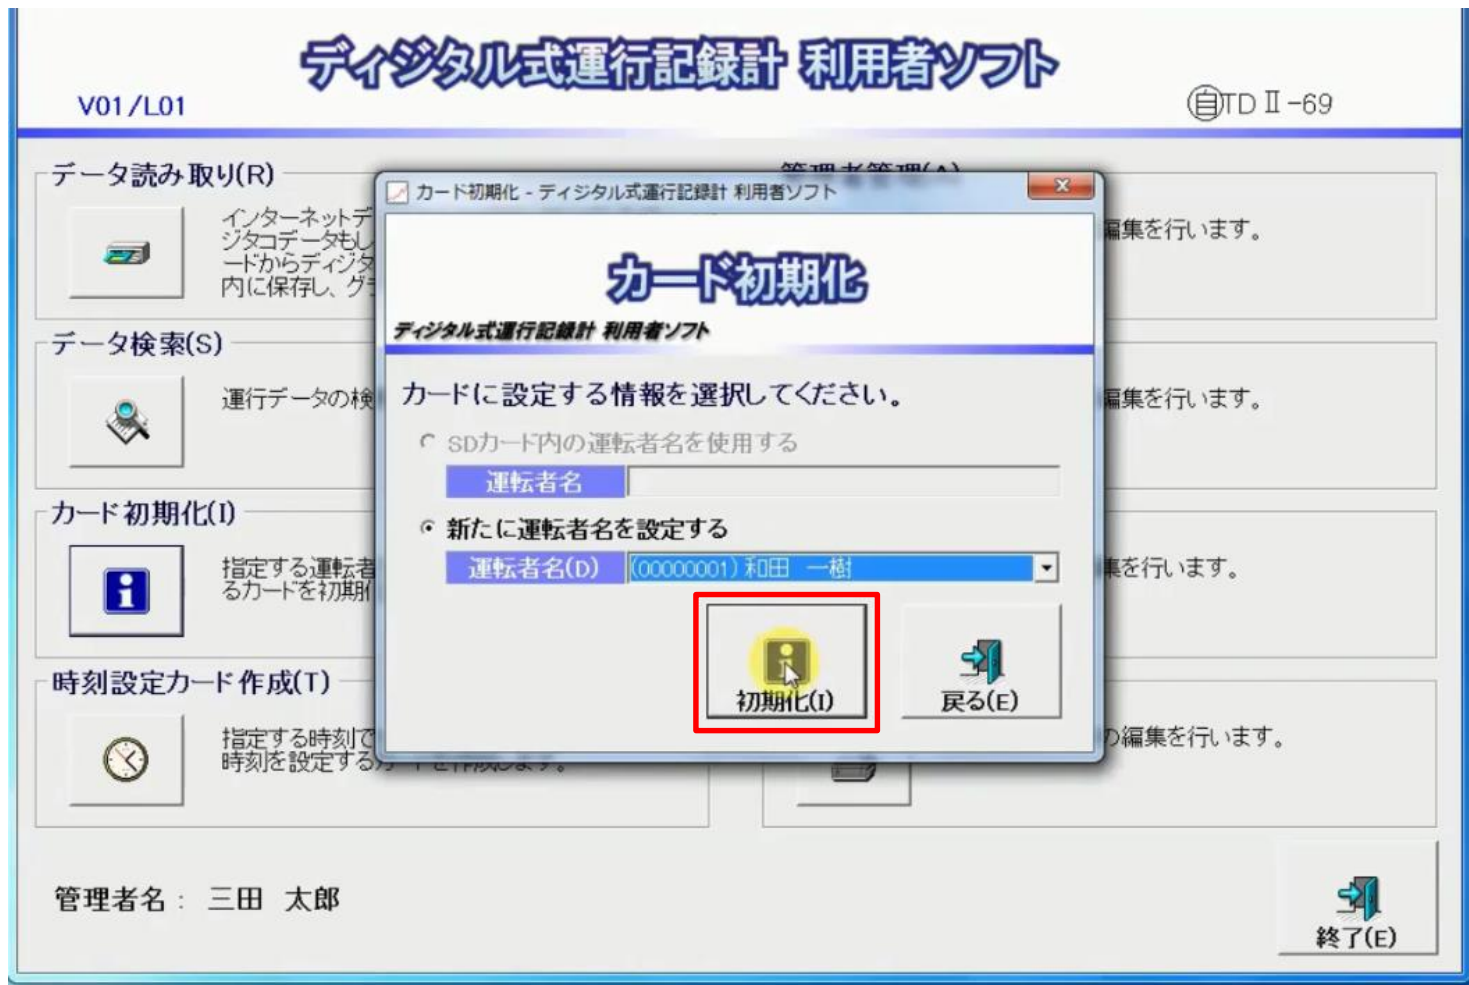 ディジタル式運行記録計 利用者ソフト
V01/L01
自TDⅡ-69
データ読み取り(R)
インターネットデ
ジタコデータもし
ードからディジタ
内に保存し、グ
編集を行います。
データ検索(S)
運行データの検
編集を行います。
カード初期化(I)
指定する運転者
るカードを初期
集を行います。
時刻設定カード作成(T)
指定する時刻で
時刻を設定する
の編集を行います。
管理者名 : 三田 太郎
終了(E)
カード初期化 - ディジタル式運行記録計 利用者ソフト
カード初期化
ディジタル式運行記録計 利用者ソフト
カードに設定する情報を選択してください。
SDカード内の運転者名を使用する
運転者名
新たに運転者名を設定する
運転者名(D)
(00000001) 和田 一樹
初期化(I)
戻る(E)